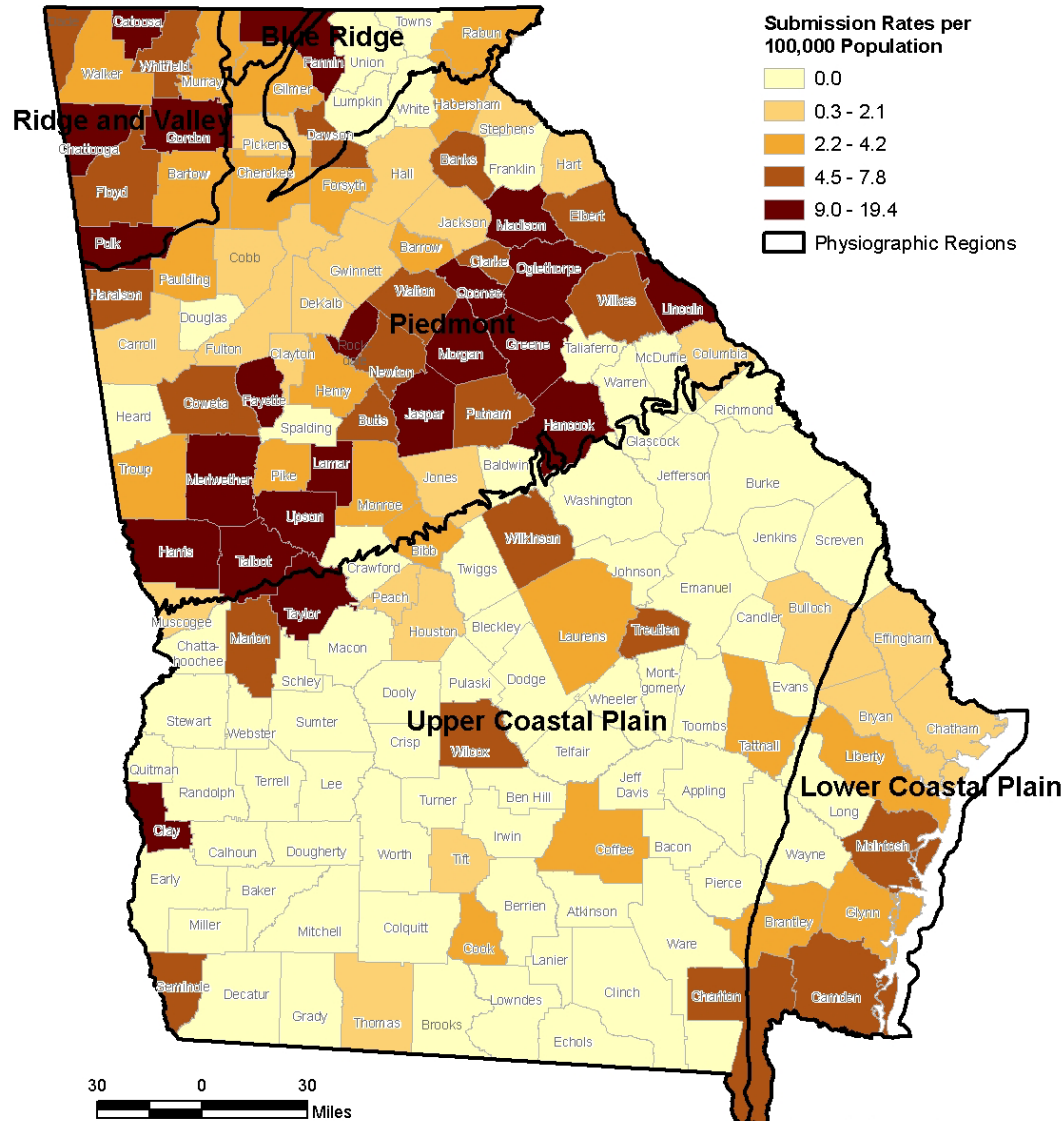 Submission Rates per
100,000 Population
0.0
0.3 - 2.1
2.2 - 4.2
4.5 - 7.8
9.0 - 19.4
Physiographic Regions
Blue Ridge
Ridge and Valley
Piedmont
Upper Coastal Plain
Lower Coastal Plain
Catoosa
Towns
Rabun
Fannin
Union
Whitfield
Walker
Murray
Gilmer
Lumpkin
White
Habersham
Stephens
Chattooga
Gordon
Pickens
Dawson
Banks
Franklin
Hart
Hall
Floyd
Bartow
Cherokee
Forsyth
Jackson
Madison
Elbert
Polk
Cobb
Barrow
Gwinnett
Clarke
Oglethorpe
Haralson
Paulding
Walton
Oconee
Wilkes
Lincoln
Douglas
DeKalb
Carroll
Fulton
Clayton
Rock-
dale
Newton
Morgan
Greene
Taliaferro
McDuffie
Columbia
Warren
Heard
Coweta
Fayette
Henry
Spalding
Butts
Jasper
Putnam
Hancock
Richmond
Glascock
Troup
Meriwether
Pike
Lamar
Monroe
Jones
Baldwin
Jefferson
Burke
Washington
Upson
Harris
Talbot
Bibb
Wilkinson
Jenkins
Screven
Crawford
Twiggs
Johnson
Emanuel
Taylor
Peach
Muscogee
Marion
Houston
Bleckley
Laurens
Treutlen
Candler
Bulloch
Effingham
Chatta-
hoochee
Macon
Schley
Dooly
Pulaski
Dodge
Wheeler
Mont-
gomery
Evans
Toombs
Tattnall
Bryan
Chatham
Stewart
Webster
Sumter
Crisp
Wilcox
Telfair
Liberty
Quitman
Randolph
Terrell
Lee
Turner
Ben Hill
Jeff
Davis
Appling
Long
Clay
Calhoun
Dougherty
Worth
Tift
Irwin
Coffee
Bacon
Wayne
McIntosh
Early
Baker
Pierce
Miller
Mitchell
Colquitt
Cook
Berrien
Atkinson
Ware
Brantley
Glynn
Lanier
Seminole
Decatur
Grady
Thomas
Brooks
Lowndes
Clinch
Echols
Charlton
Camden
30 0 30
Miles